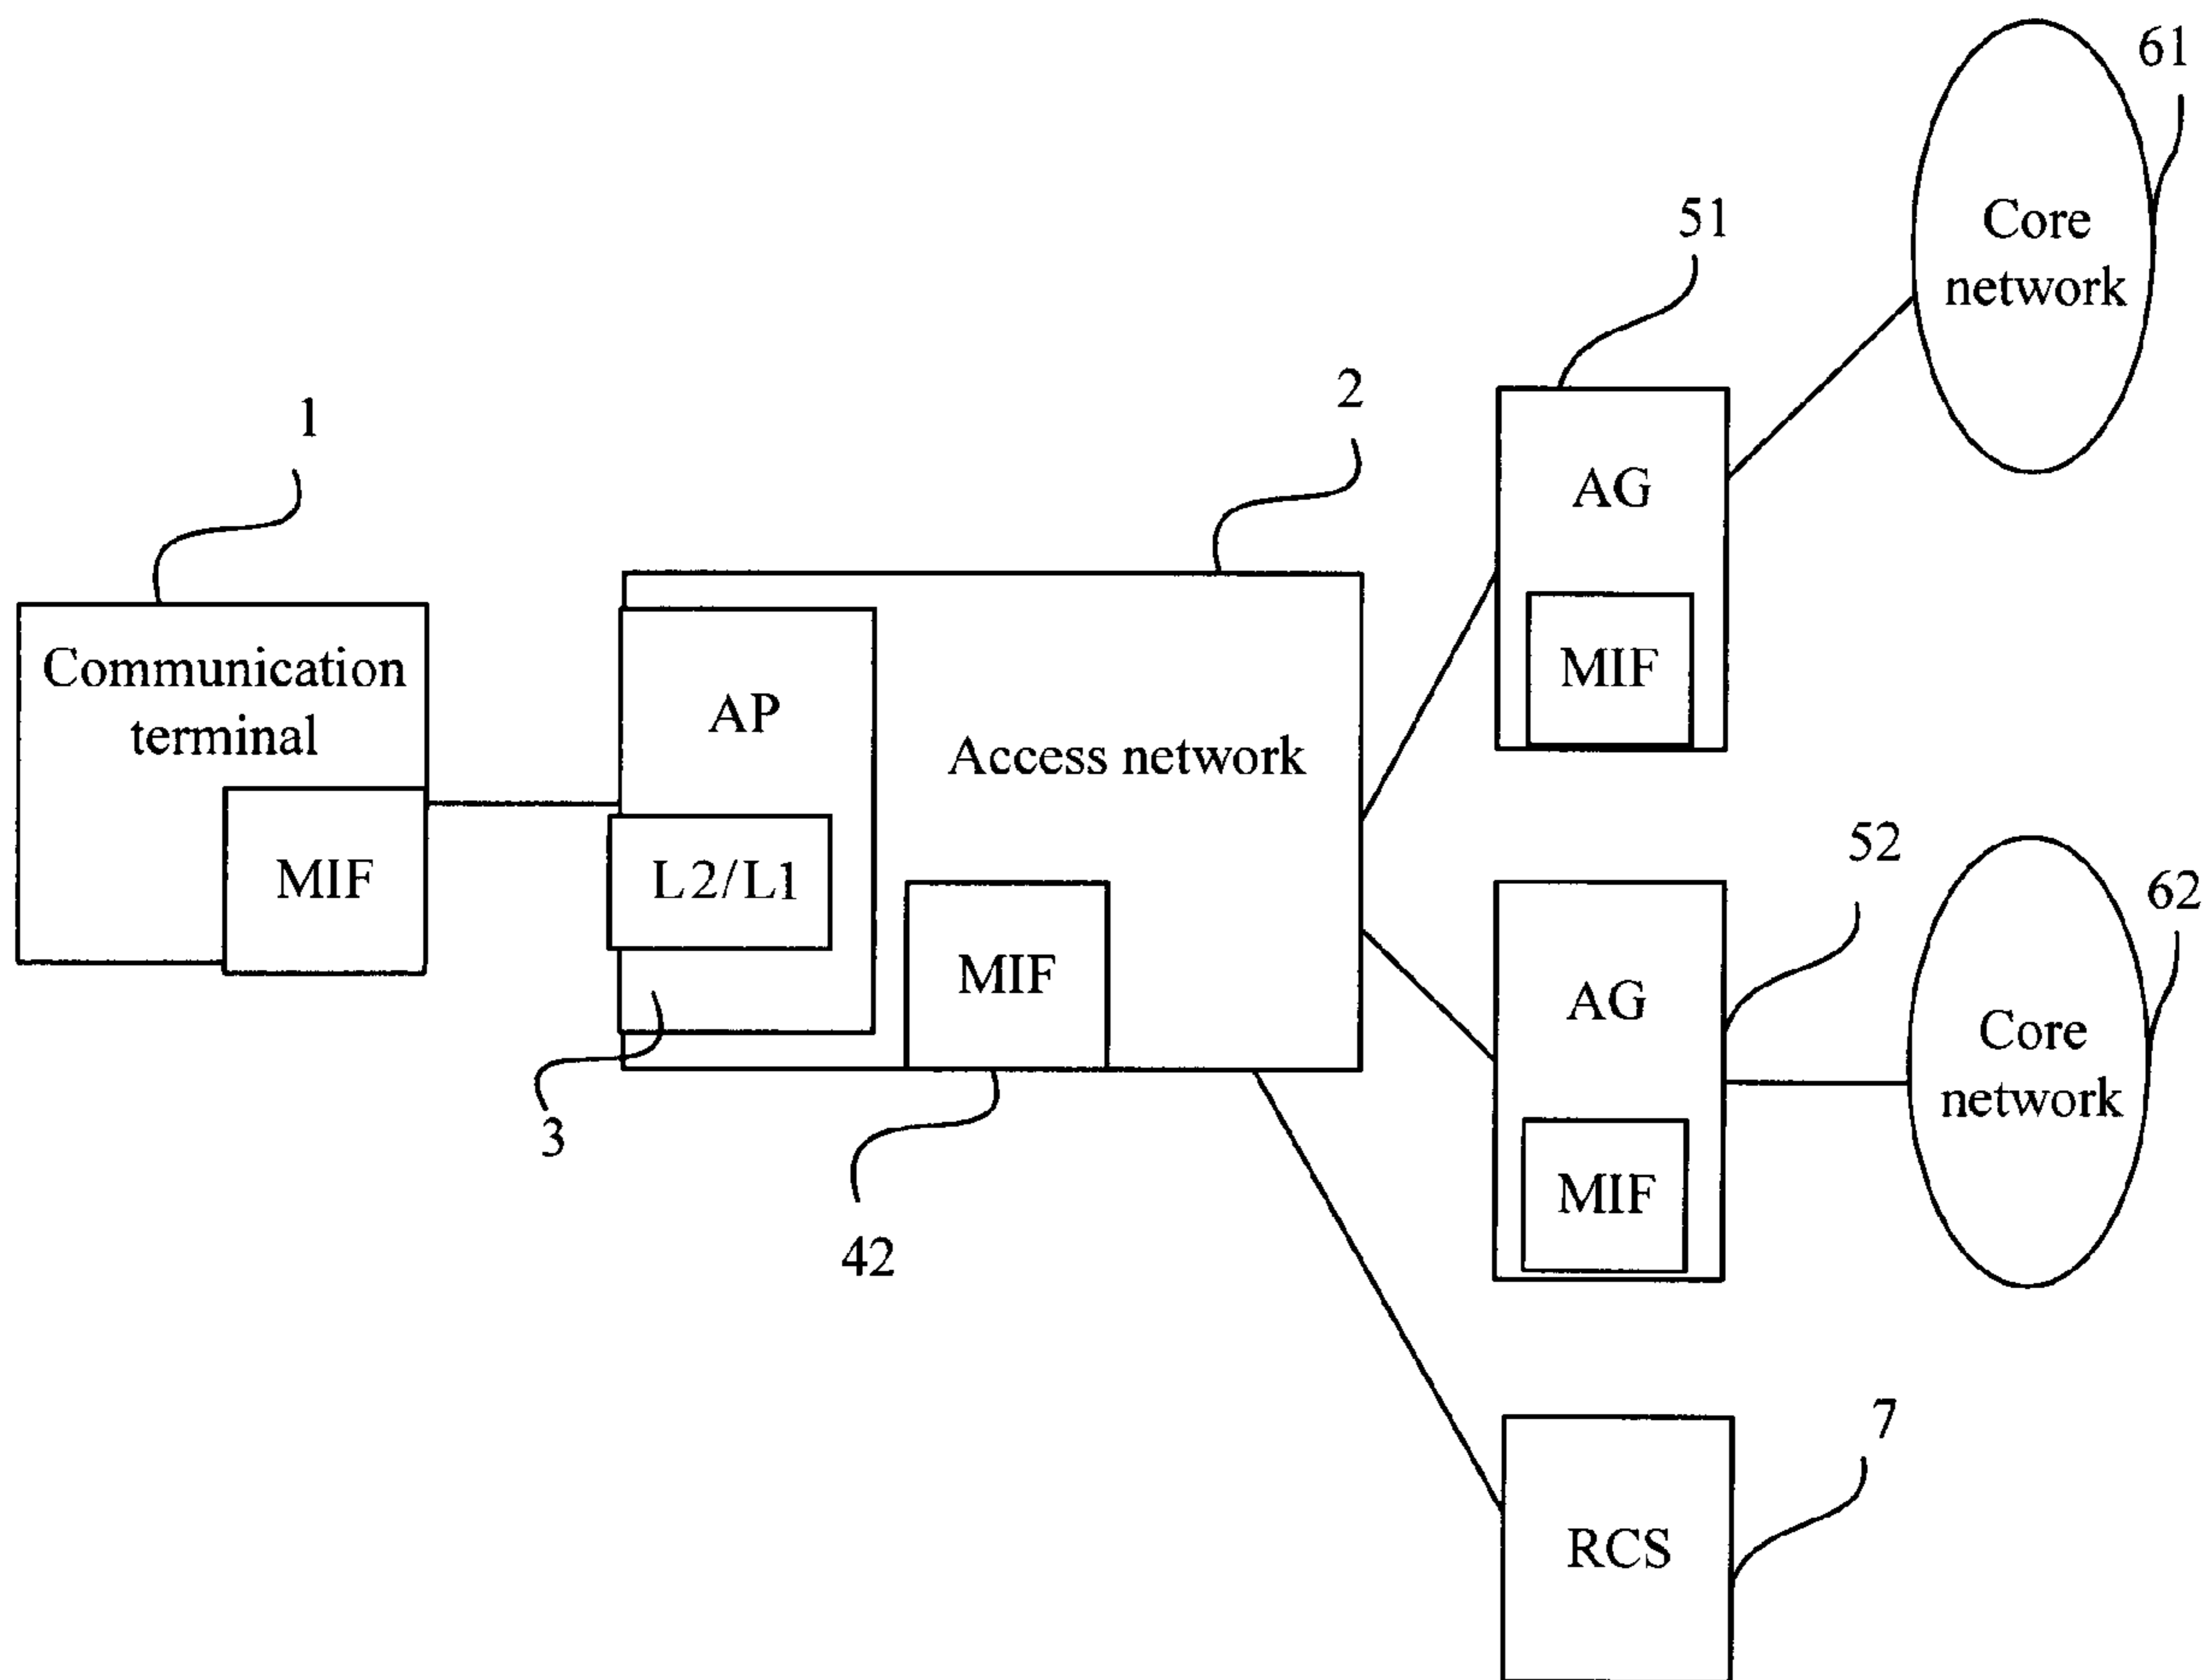 61
Core
network
51
2
1
AG
MIF
Communication
terminal
AP
Access network
MIF
L2/L1
MIF
52
62
AG
Core
network
MIF
3
42
7
RCS